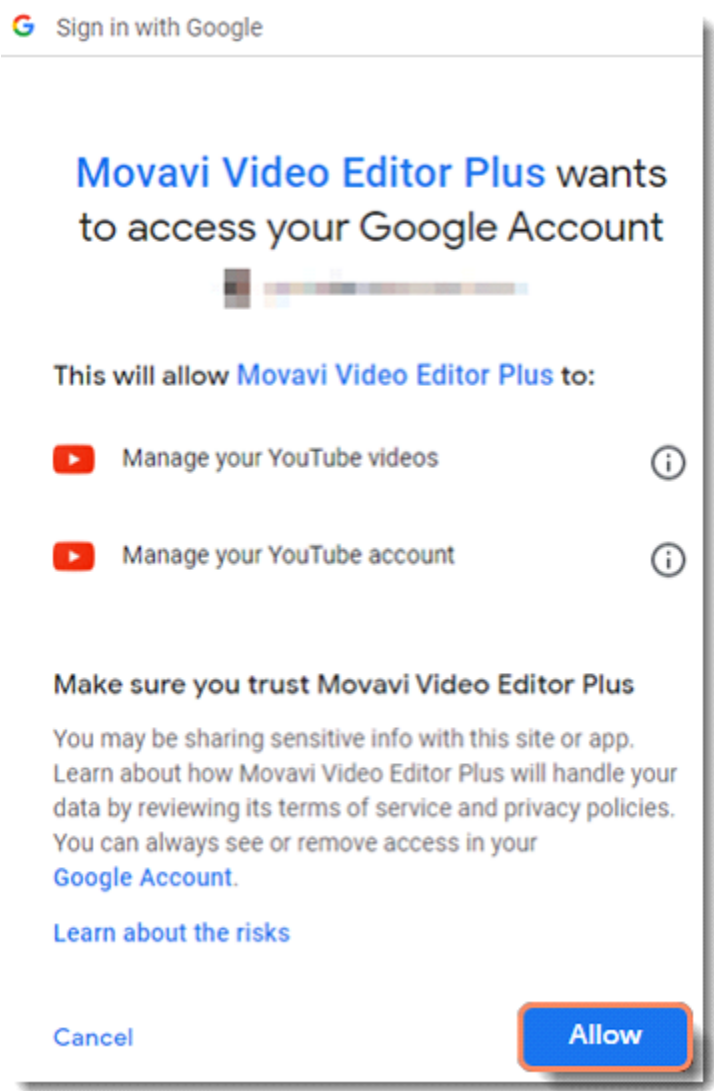 Sign in with Google
Movavi Video Editor Plus wants
to access your Google Account
This will allow Movavi Video Editor Plus to:
Manage your YouTube videos
Manage your YouTube account
Make sure you trust Movavi Video Editor Plus
You may be sharing sensitive info with this site or app.
Learn about how Movavi Video Editor Plus will handle your
data by reviewing its terms of service and privacy policies.
You can always see or remove access in your
Google Account.
Learn about the risks
Cancel
Allow